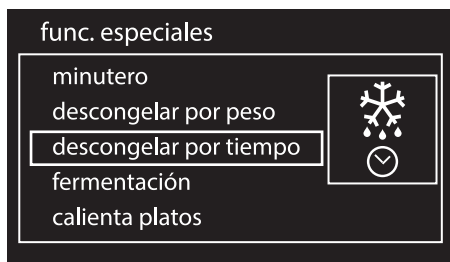 func. especiales
minutero
descongelar por peso
descongelar por tiempo
fermentación
calienta platos